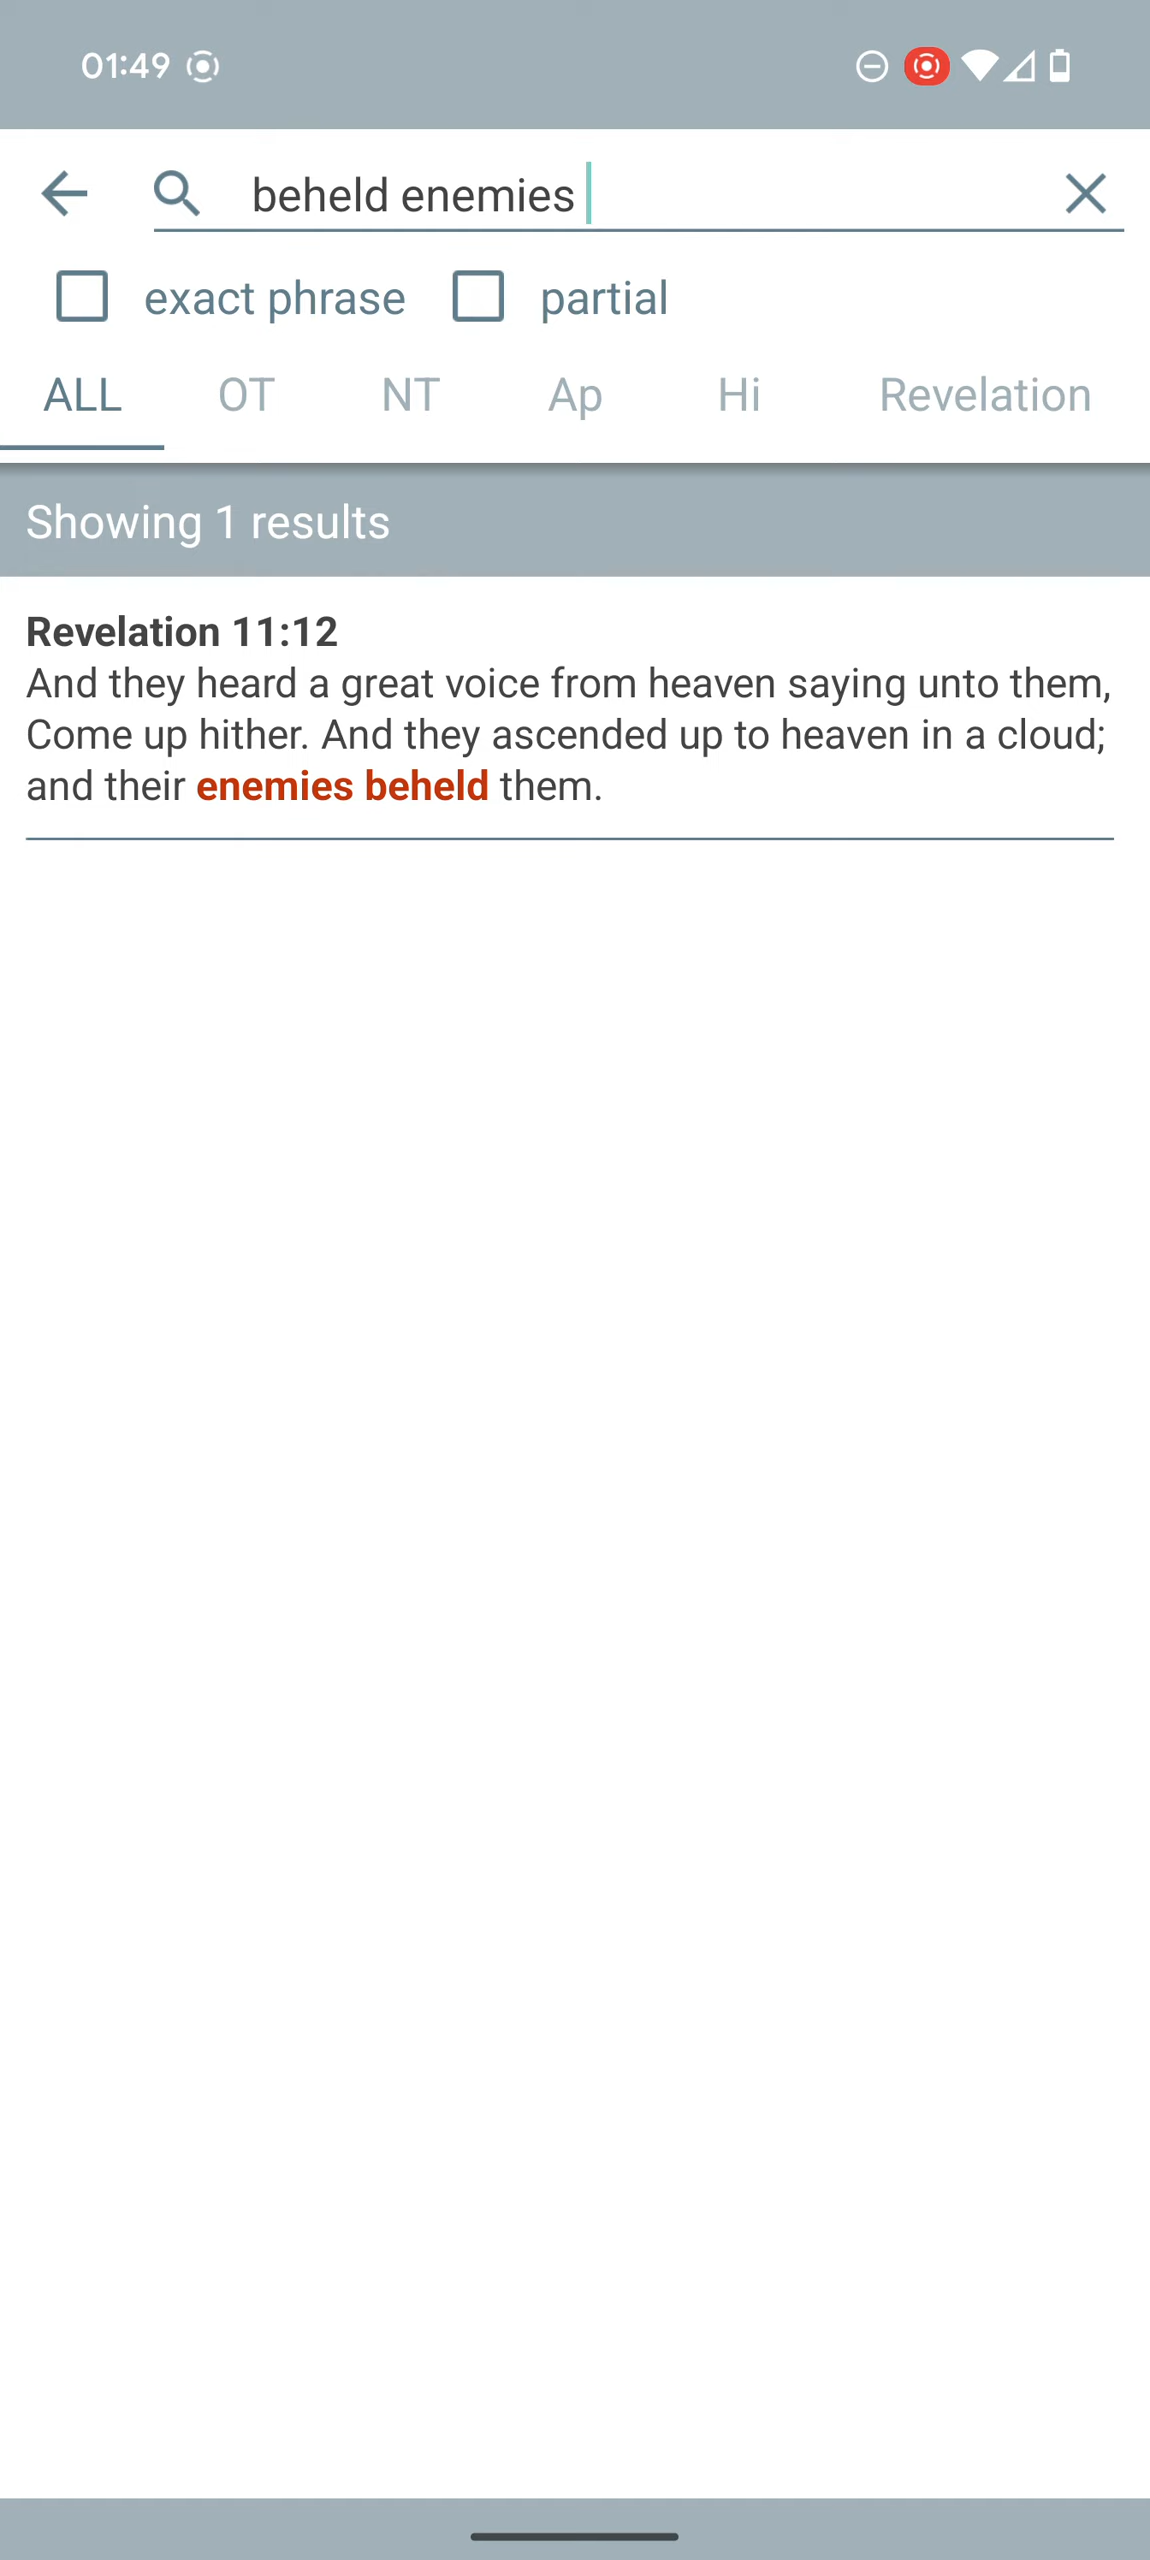 01:49
beheld enemies
exact phrase partial
ALL OT NT Ap Hi Revelation
Showing 1 results
Revelation 11:12
And they heard a great voice from heaven saying unto them,
Come up hither. And they ascended up to heaven in a cloud;
and their enemies beheld them.